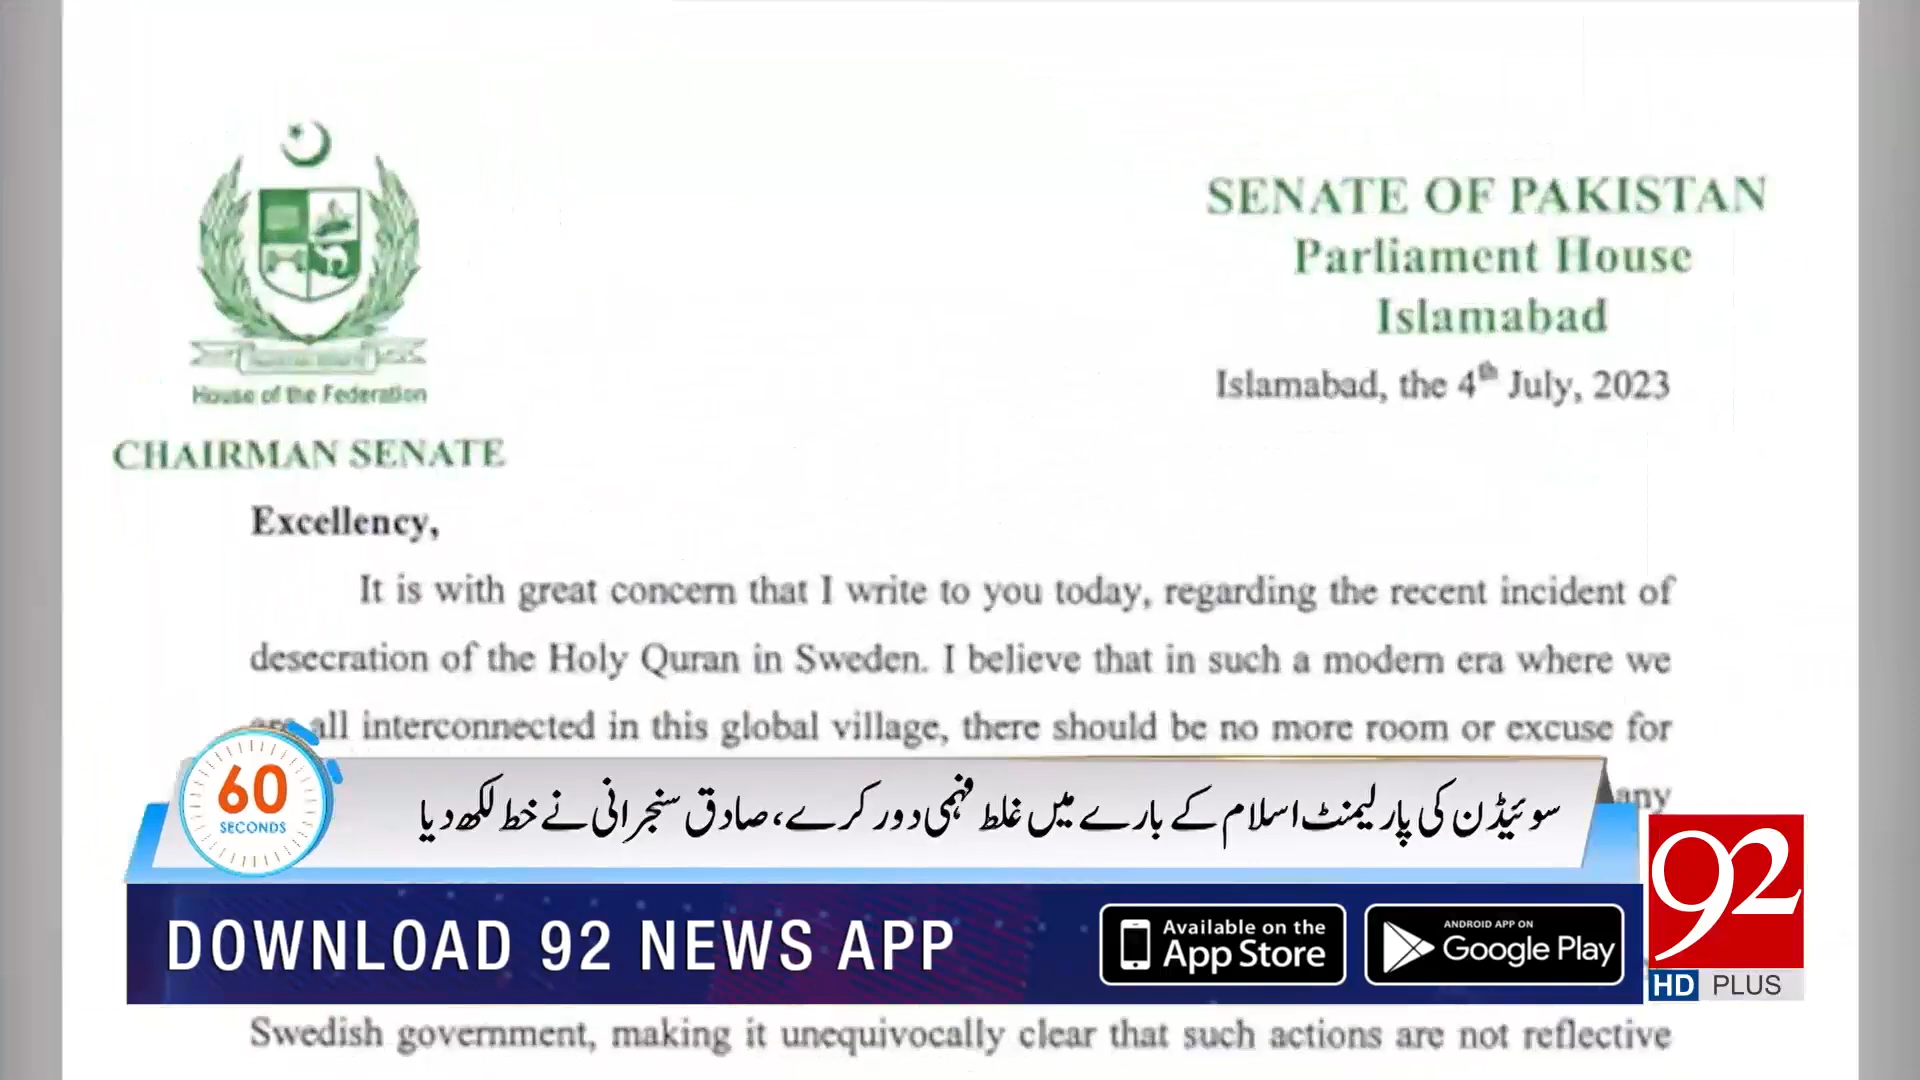 House of the Federation
CHAIRMAN SENATE
SENATE OF PAKISTAN
Parliament House
Islamabad
Islamabad, the 4th July, 2023
Excellency,
It is with great concern that I write to you today, regarding the recent incident of
desecration of the Holy Quran in Sweden. I believe that in such a modern era where we
are all interconnected in this global village, there should be no more room or excuse for
any
60
SECONDS
سوئیڈن کی پارلیمنٹ اسلام کے بارے میں غلط فہمی دور کرے، صادق سنجرانی نے خط لکھ دیا
DOWNLOAD 92 NEWS APP
Available on the
App Store
ANDROID APP ON
Google Play
92
HD PLUS
Swedish government, making it unequivocally clear that such actions are not reflective